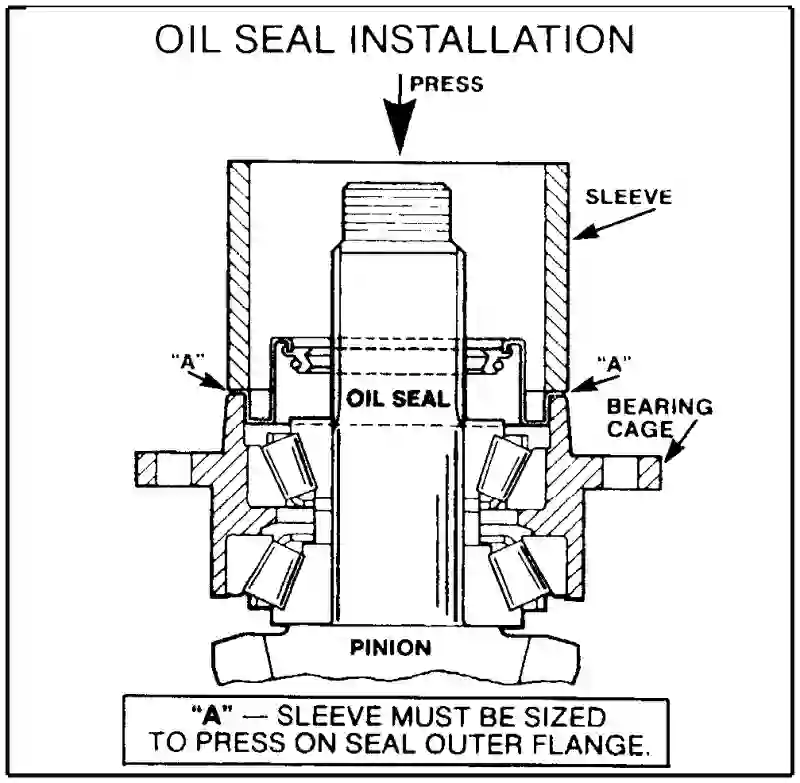 OIL SEAL INSTALLATION
PRESS
SLEEVE
"A"
"A"
OIL SEAL
BEARING
CAGE
PINION
"A" — SLEEVE MUST BE SIZED
TO PRESS ON SEAL OUTER FLANGE.